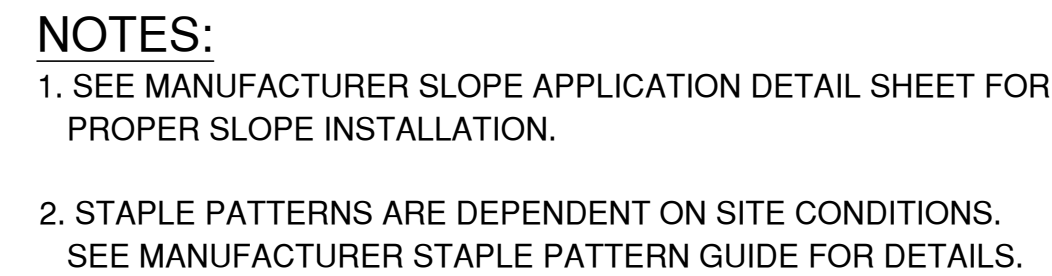 NOTES:
1. SEE MANUFACTURER SLOPE APPLICATION DETAIL SHEET FOR
PROPER SLOPE INSTALLATION.
2. STAPLE PATTERNS ARE DEPENDENT ON SITE CONDITIONS.
SEE MANUFACTURER STAPLE PATTERN GUIDE FOR DETAILS.